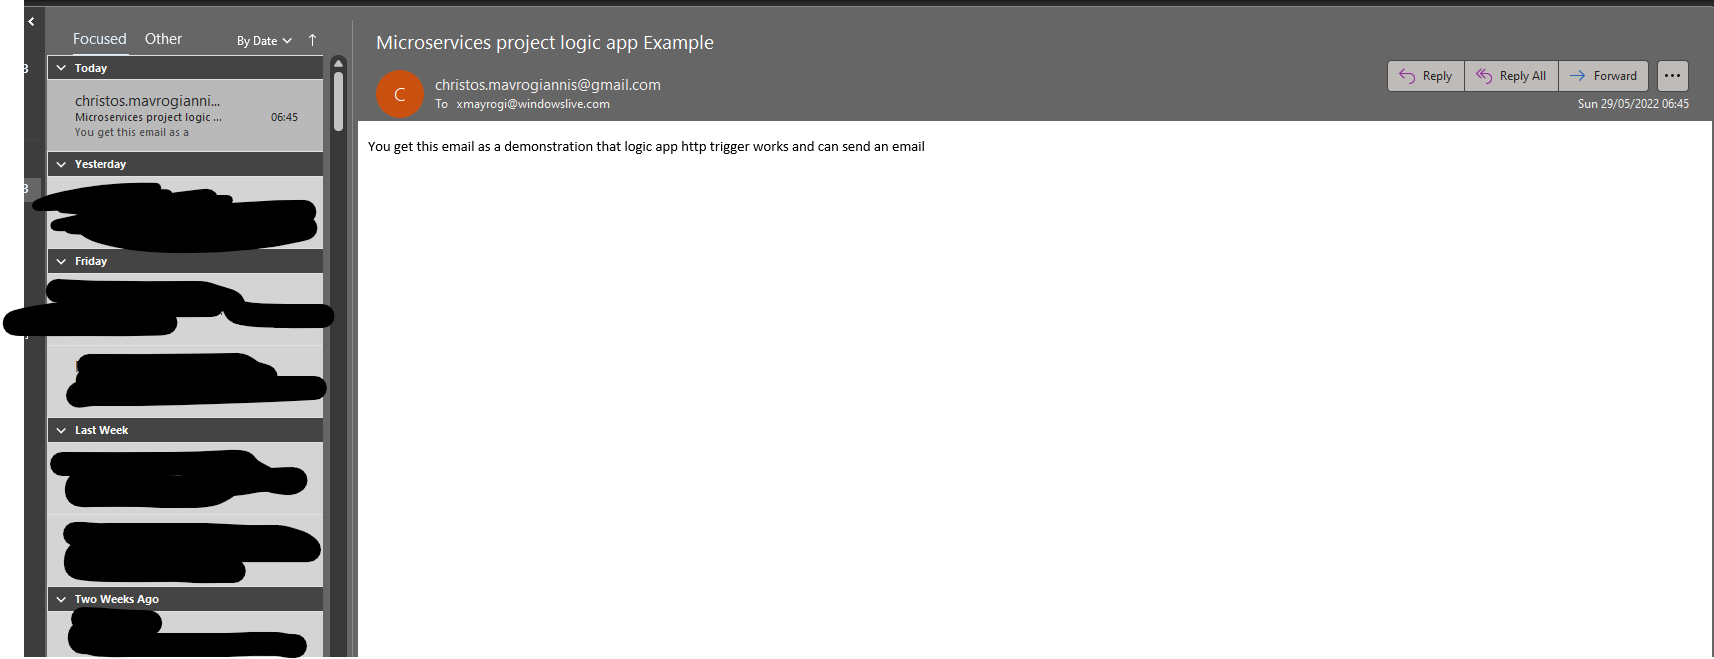 Focused Other By Date
Today
christos.mavrogianni...
Microservices project logic ... 06:45
You get this email as a
Yesterday
Friday
Last Week
Two Weeks Ago
Microservices project logic app Example
C
christos.mavrogiannis@gmail.com
To xmayrogi@windowslive.com
Reply Reply All Forward ...
Sun 29/05/2022 06:45
You get this email as a demonstration that logic app http trigger works and can send an email